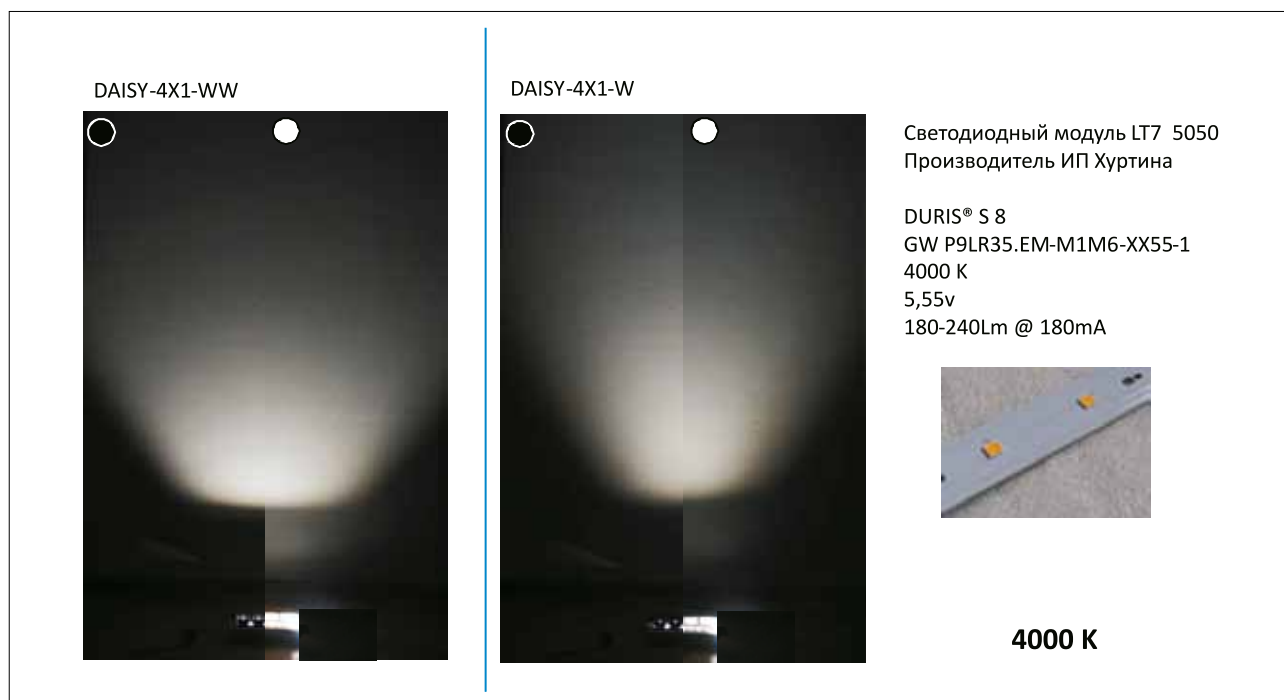 DAISY-4X1-WW
DAISY-4X1-W
Светодиодный модуль LT7 5050
Производитель ИП Хуртина
DURIS® S 8
GW P9LR35.EM-M1M6-XX55-1
4000 K
5,55v
180-240Lm @ 180mA
4000 K